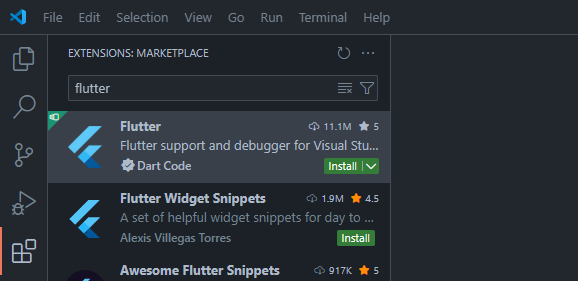 File Edit View Go Run Terminal Help
EXTENSIONS: MARKETPLACE
flutter
Flutter 11.1M 5
Flutter support and debugger for Visual Stu...
Dart Code Install
Flutter Widget Snippets 1.9M 4.5
A set of helpful widget snippets for day to ...
Alexis Villegas Torres Install
Awesome Flutter Snippets 917K 5